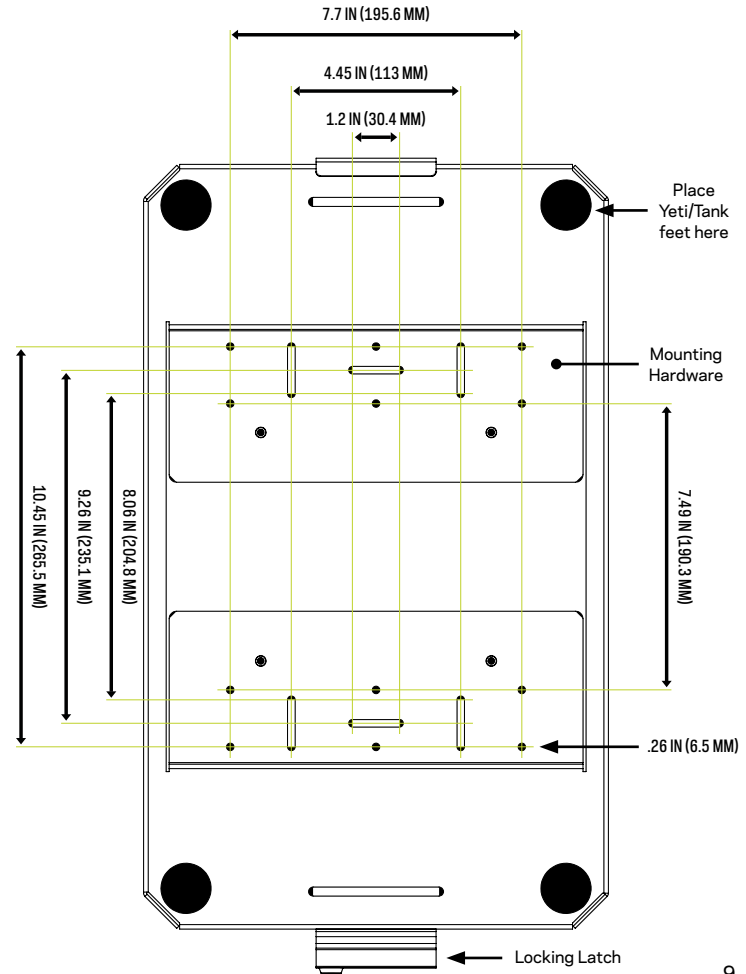 7.7 IN (195.6 MM)
4.45 IN (113 MM)
1.2 IN (30.4 MM)
Place
Yeti/Tank
feet here
Mounting
Hardware
10.45 IN (265.5 MM)
9.26 IN (235.1 MM)
8.06 IN (204.8 MM)
7.49 IN (190.3 MM)
.26 IN (6.5 MM)
Locking Latch
9